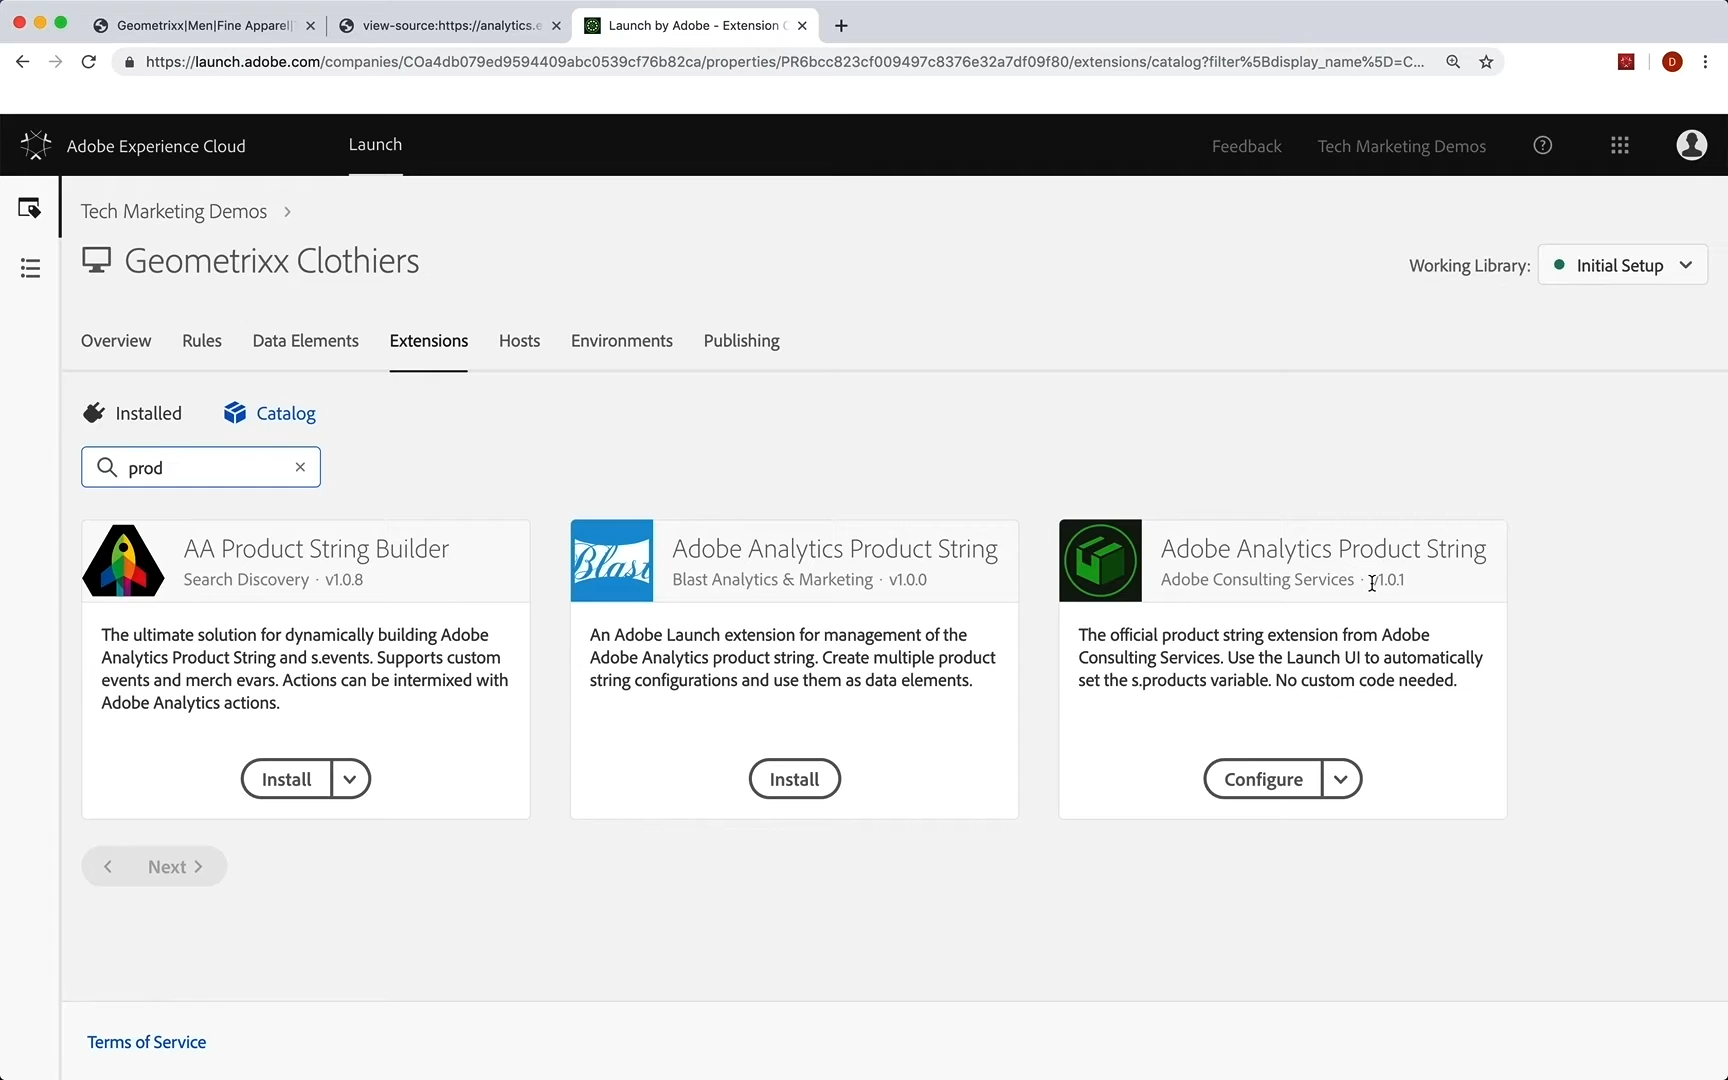 Geometrixx|Men|Fine Apparel|
view-source:https://analytics.e
Launch by Adobe - Extension
https://launch.adobe.com/companies/COa4db079ed9594409abc0539cf76b82ca/properties/PR6bcc823cf009497c8376e32a7df09f80/extensions/catalog?filter%5Bdisplay_name%5D=C...
D
Adobe Experience Cloud
Launch
Feedback
Tech Marketing Demos
Tech Marketing Demos
Geometrixx Clothiers
Working Library:
Initial Setup
Overview
Rules
Data Elements
Extensions
Hosts
Environments
Publishing
Installed
Catalog
prod
AA Product String Builder
Search Discovery · v1.0.8
The ultimate solution for dynamically building Adobe
Analytics Product String and s.events. Supports custom
events and merch evars. Actions can be intermixed with
Adobe Analytics actions.
Install
Blast
Adobe Analytics Product String
Blast Analytics & Marketing · v1.0.0
An Adobe Launch extension for management of the
Adobe Analytics product string. Create multiple product
string configurations and use them as data elements.
Install
Adobe Analytics Product String
Adobe Consulting Services · v1.0.1
The official product string extension from Adobe
Consulting Services. Use the Launch UI to automatically
set the s.products variable. No custom code needed.
Configure
Next
Terms of Service